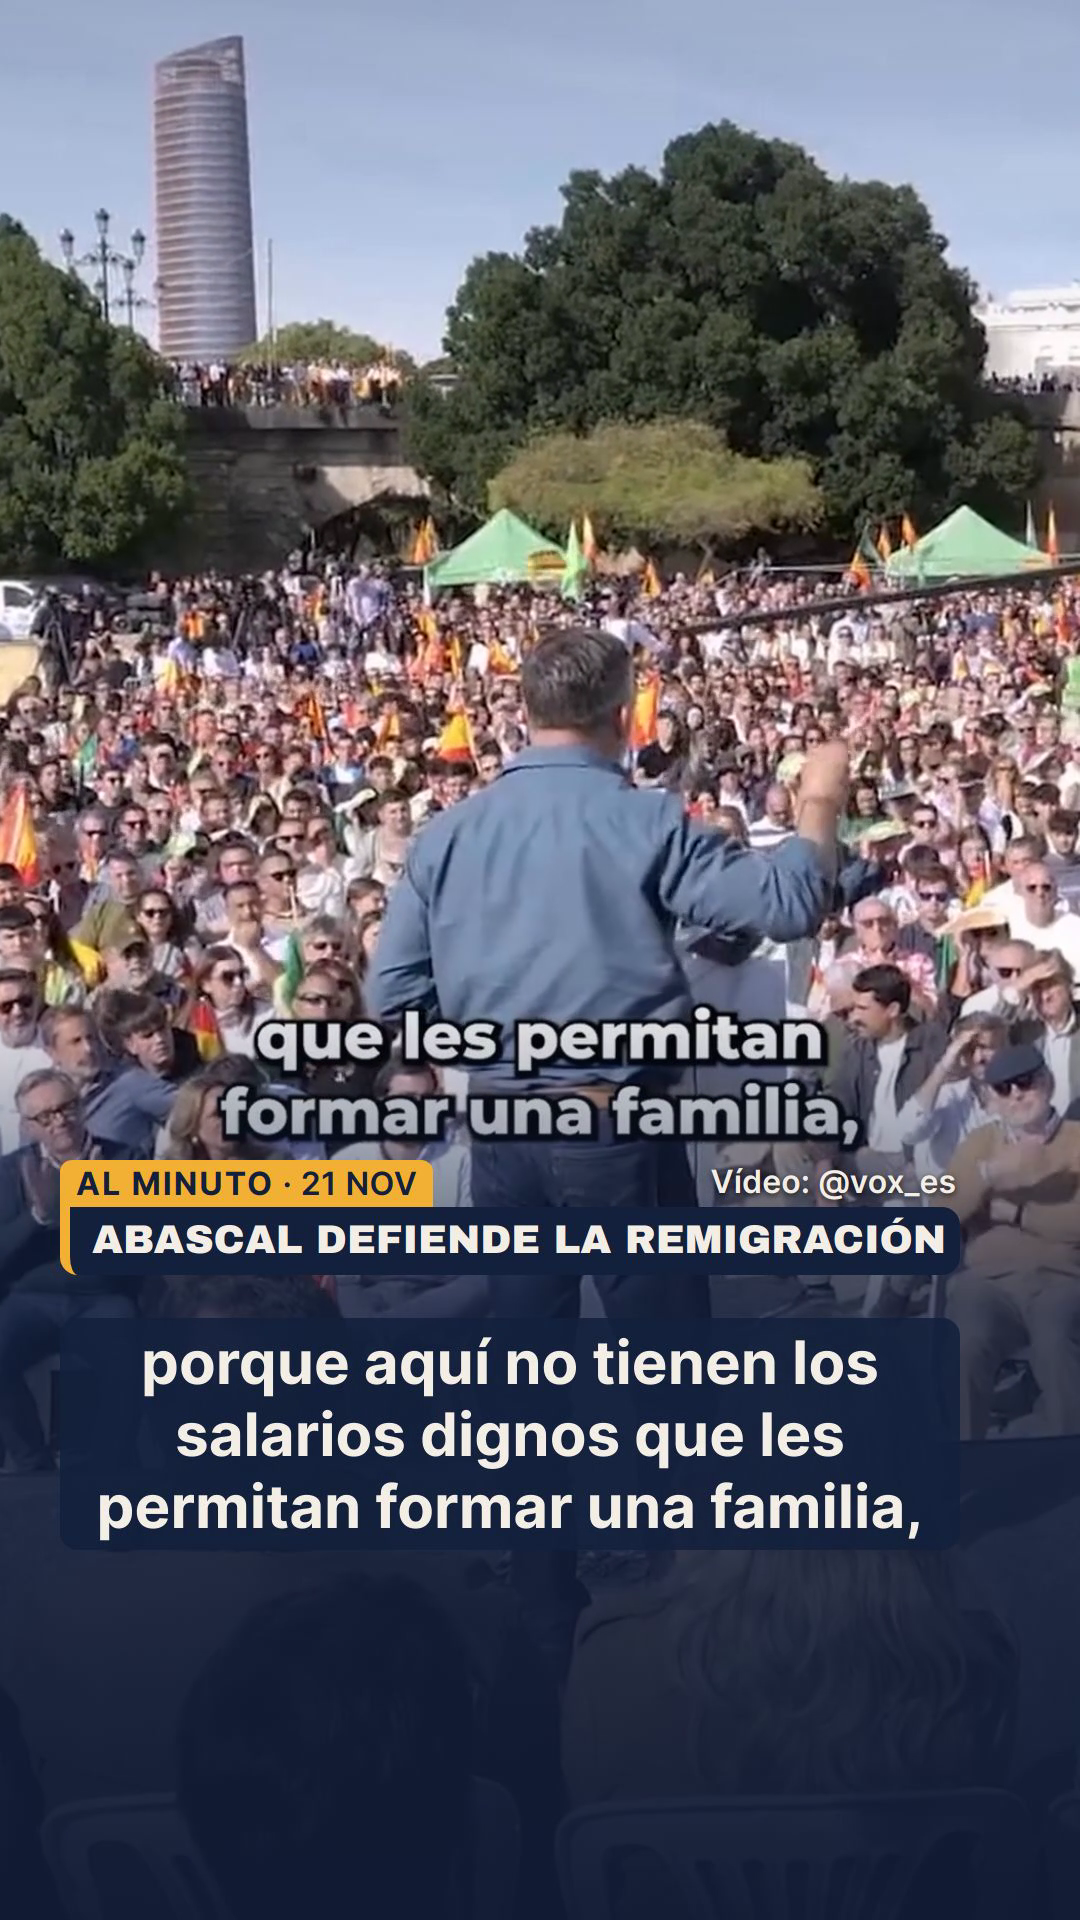 que les permitan
formar una familia,
AL MINUTO · 21 NOV
Vídeo: @vox_es
ABASCAL DEFIENDE LA REMIGRACIÓN
porque aquí no tienen los
salarios dignos que les
permitan formar una familia,